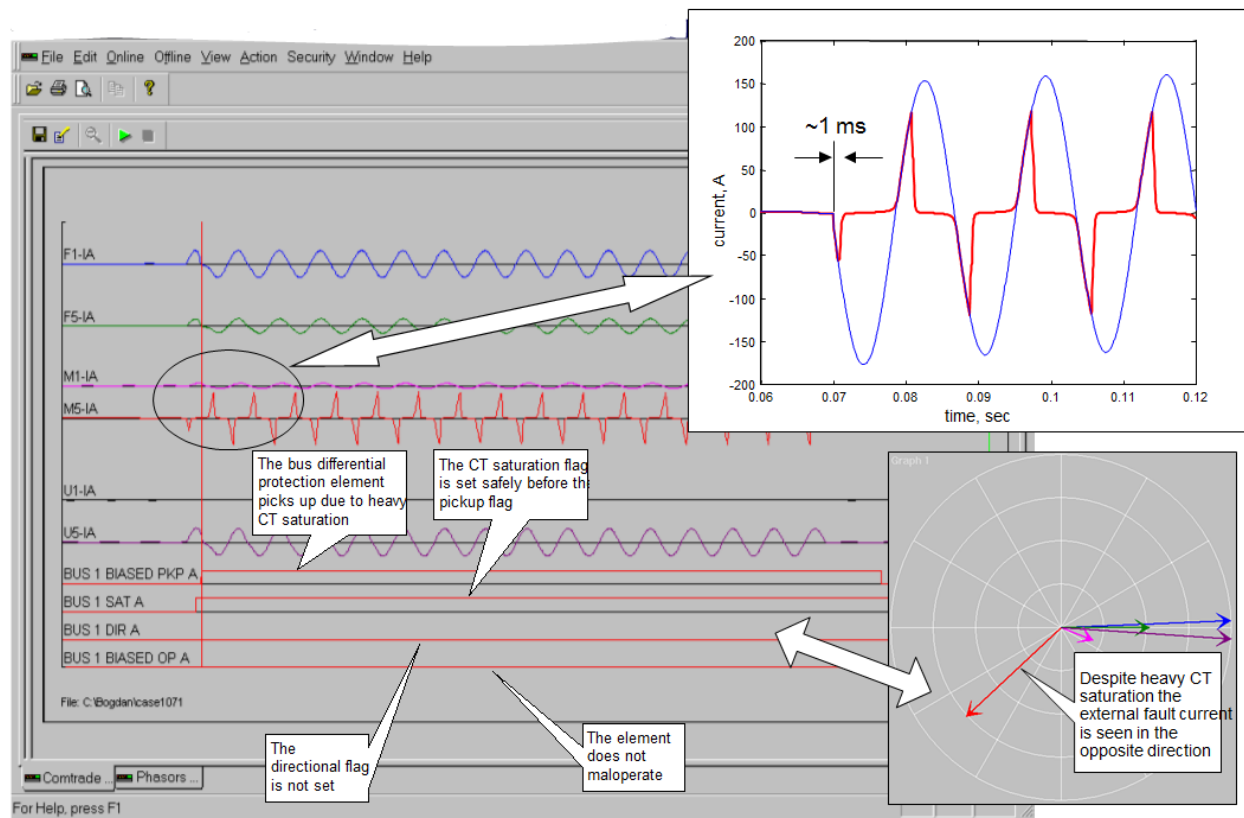 File Edit Online Offline View Action Security Window Help
F1-IA
F5-IA
M1-IA
M5-IA
U1-IA
U5-IA
BUS 1 BIASED PKP A
BUS 1 SAT A
BUS 1 DIR A
BUS 1 BIASED OP A
File: C:\Bogdan\case1071
The bus differential
protection element
picks up due to heavy
CT saturation
The CT saturation flag
is set safely before the
pickup flag
The
directional flag
is not set
The element
does not
maloperate
Comtrade ...
Phasors ...
For Help, press F1
200
150
100
50
0
-50
-100
-150
-200
current, A
~1 ms
0.06 0.07 0.08 0.09 0.1 0.11 0.12
time, sec
Graph 1
Despite heavy CT
saturation the
external fault current
is seen in the
opposite direction